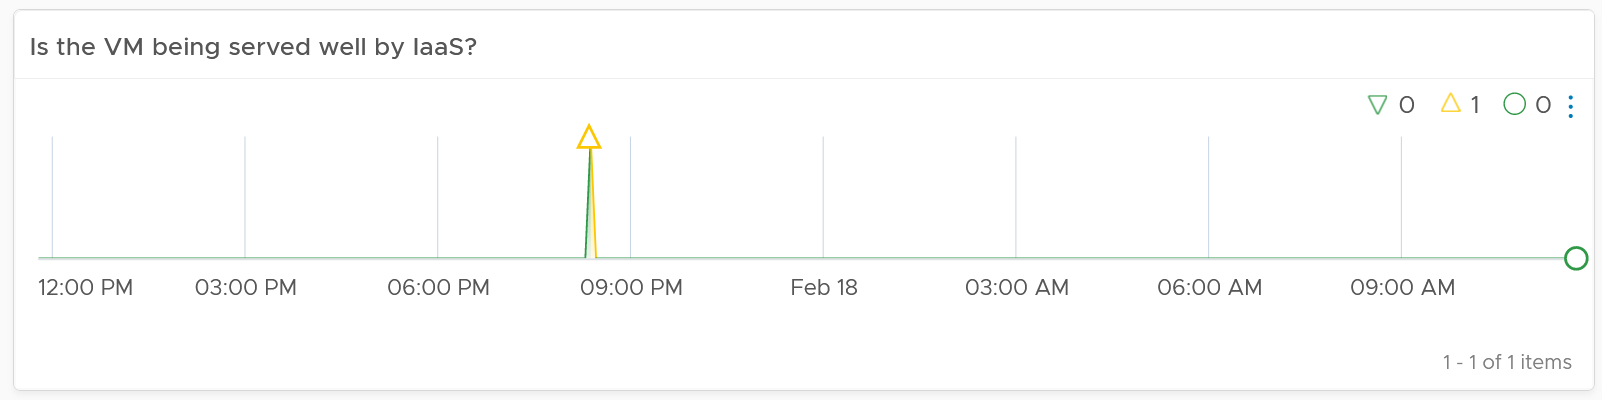 Is the VM being served well by IaaS?
0 1 0
12:00 PM 03:00 PM 06:00 PM 09:00 PM Feb 18 03:00 AM 06:00 AM 09:00 AM
1 - 1 of 1 items